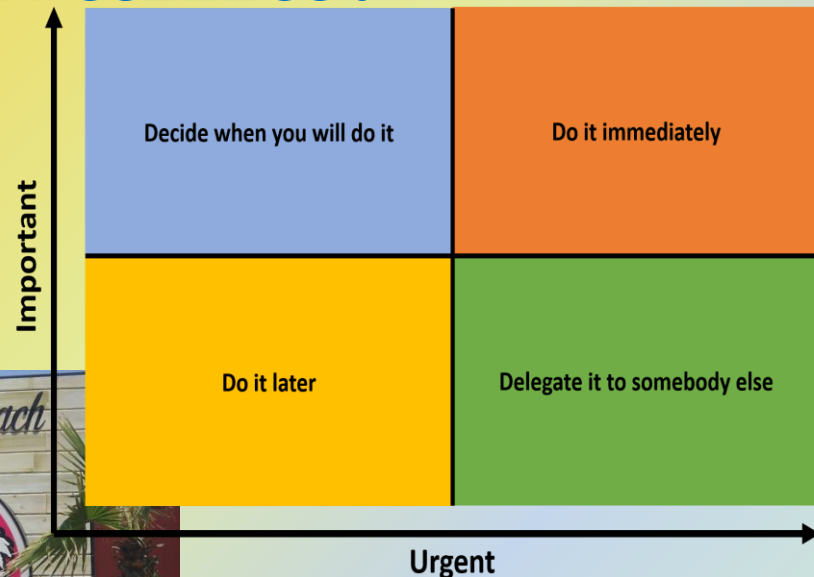 Decide when you will do it
Do it immediately
Important
Do it later
Delegate it to somebody else
Urgent